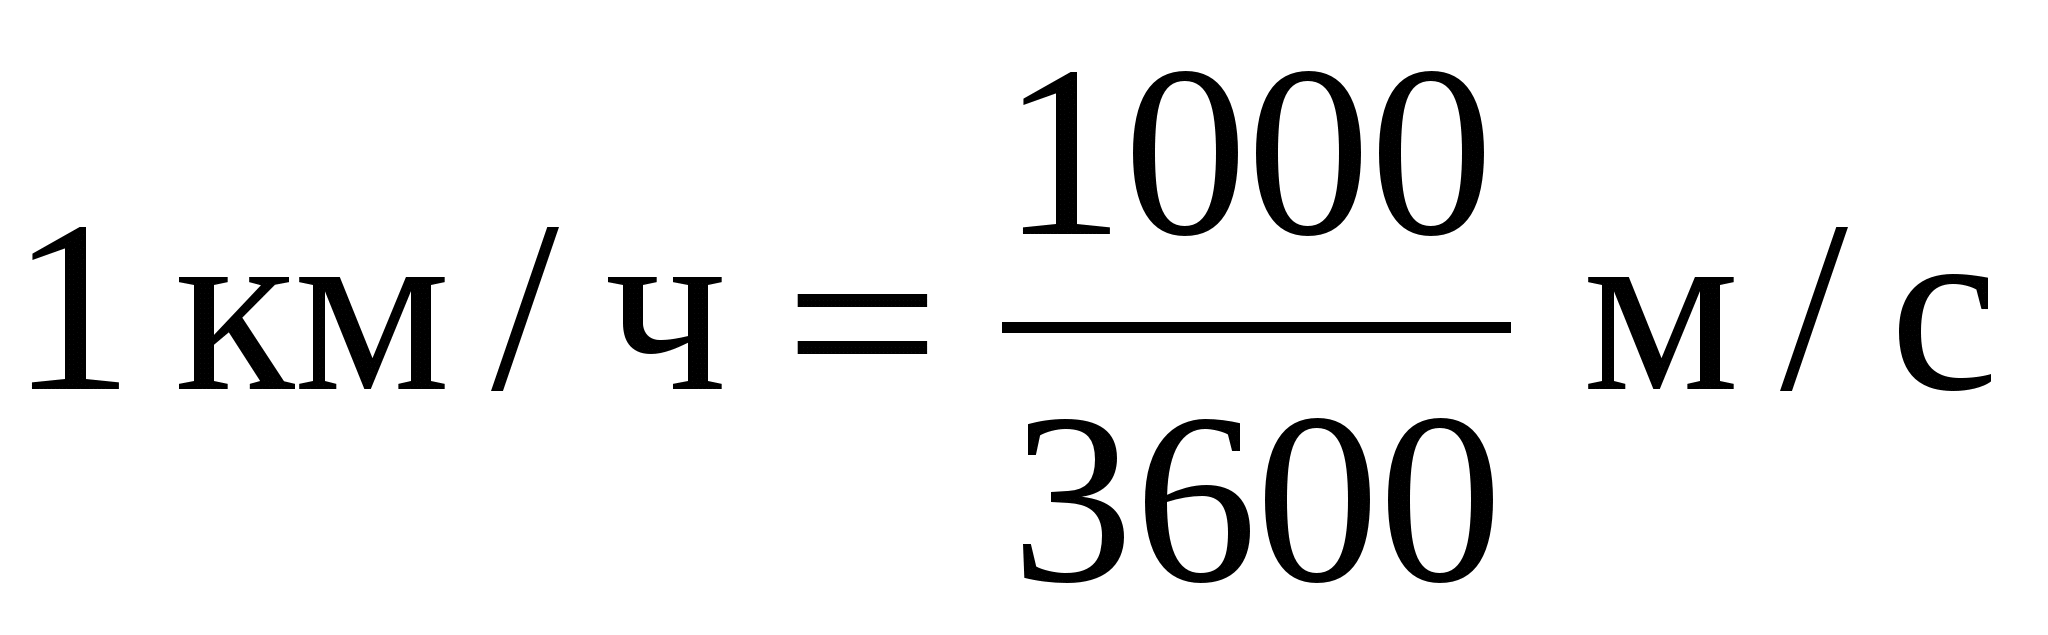 1 км / ч = 1000/3600 м / с